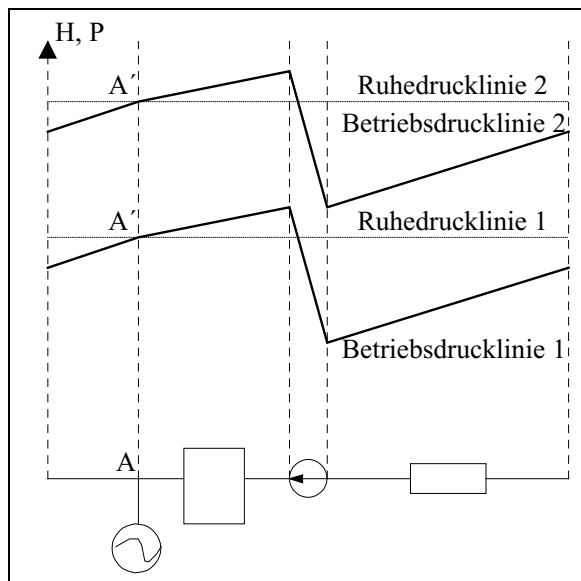 H, P
A´
Ruhedrucklinie 2
Betriebsdrucklinie 2
A´
Ruhedrucklinie 1
Betriebsdrucklinie 1
A